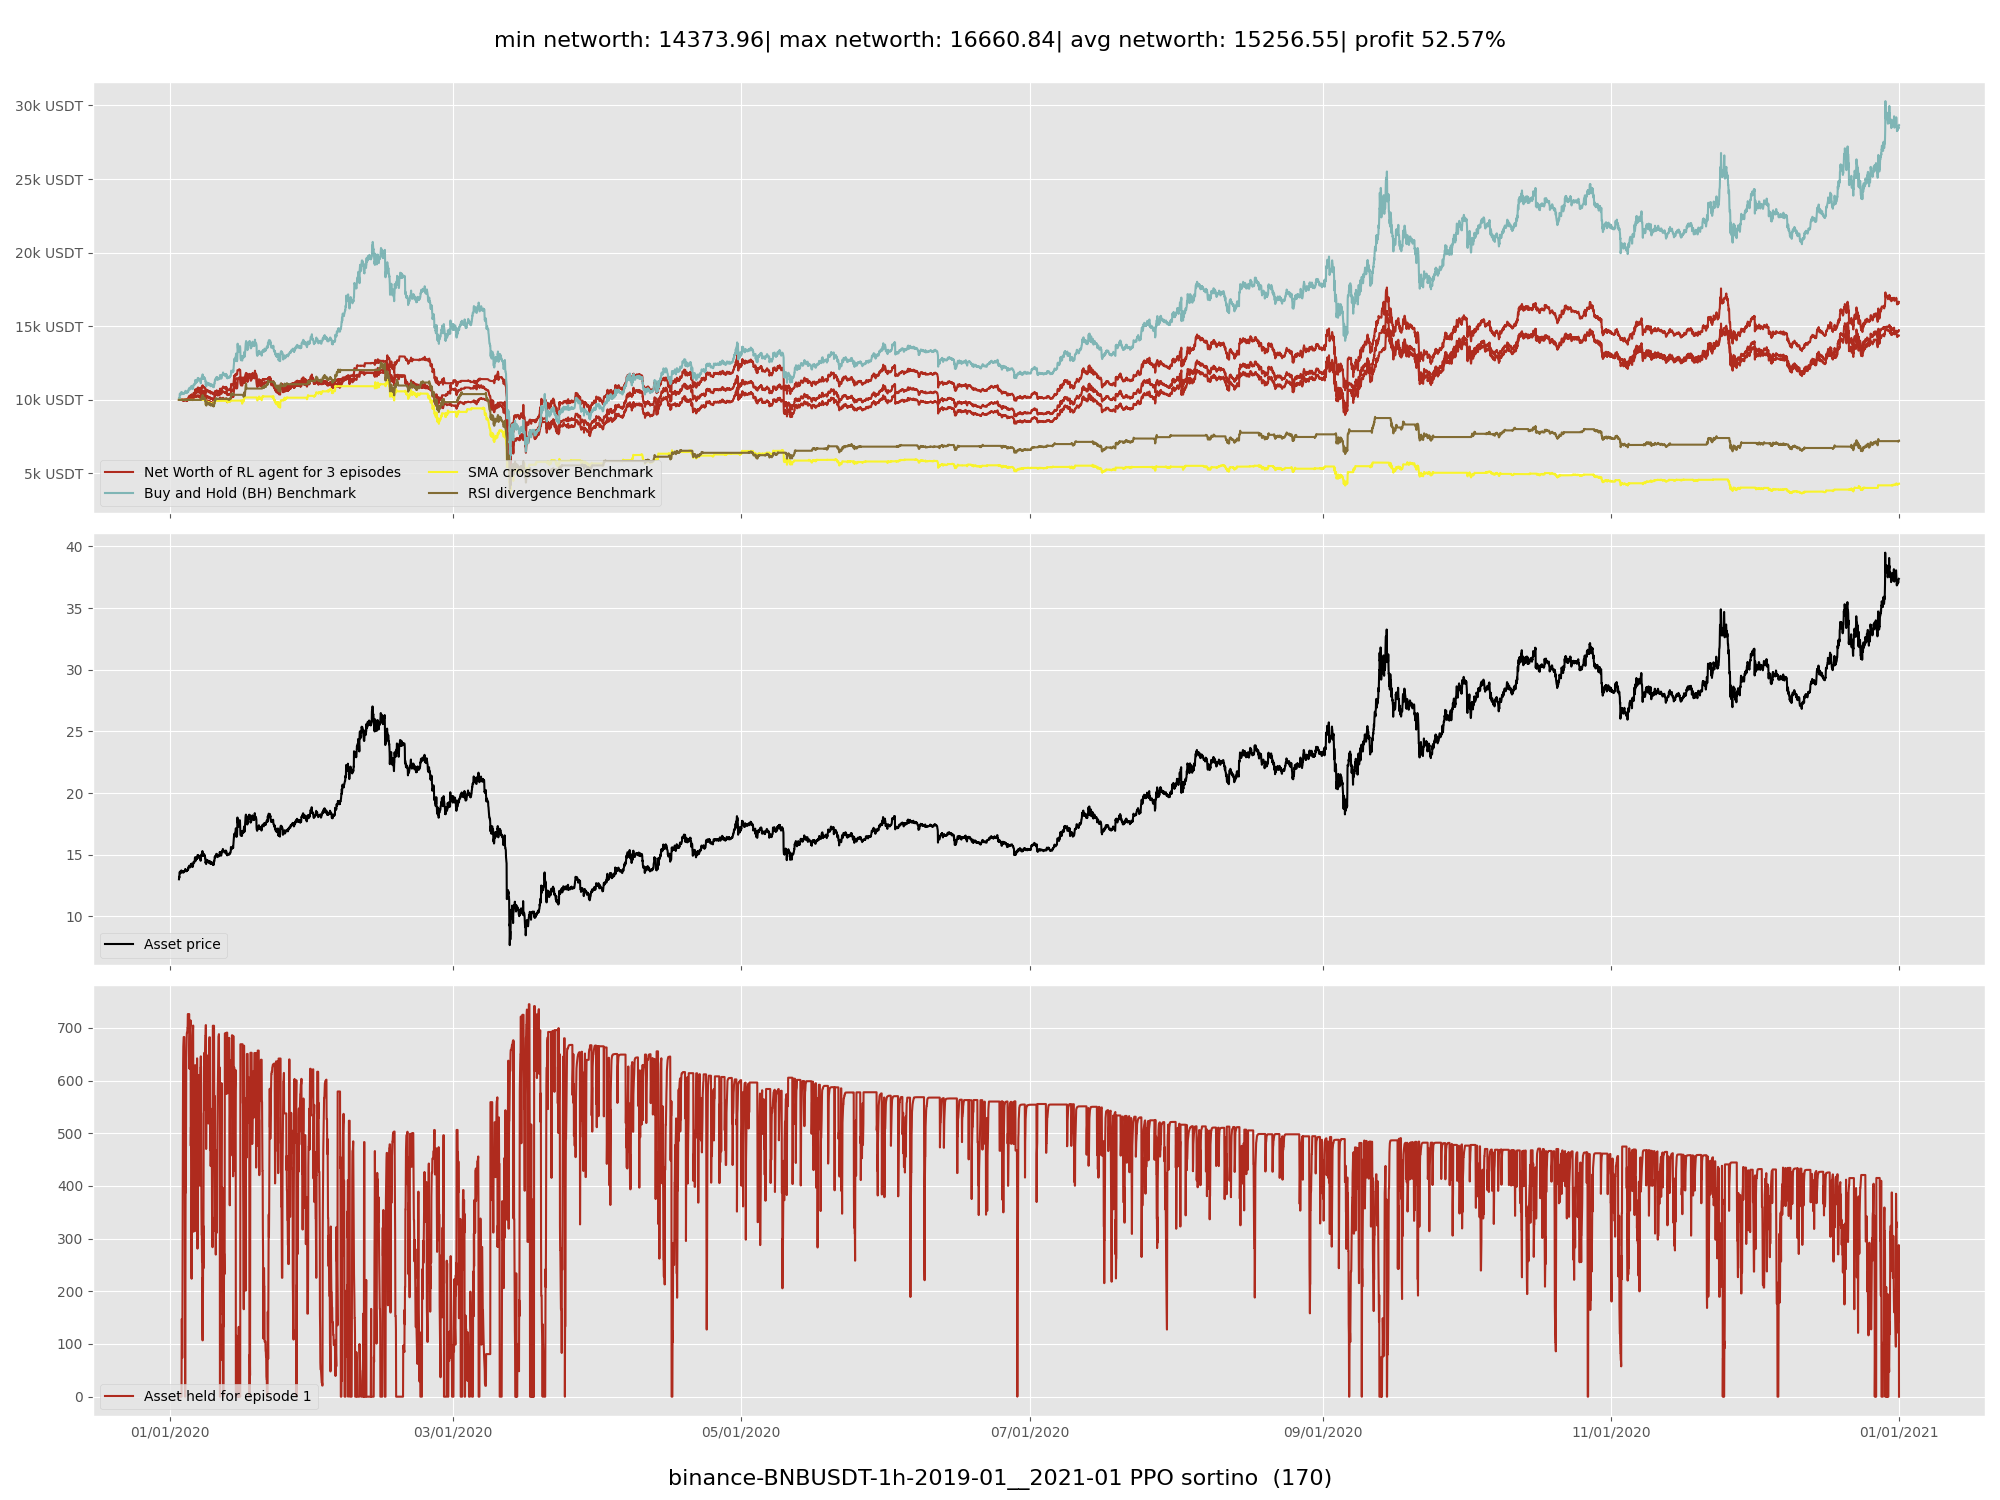 min networth: 14373.96| max networth: 16660.84| avg networth: 15256.55| profit 52.57%
30k USDT
25k USDT
20k USDT
15k USDT
10k USDT
5k USDT
Net Worth of RL agent for 3 episodes
Buy and Hold (BH) Benchmark
SMA crossover Benchmark
RSI divergence Benchmark
40
35
30
25
20
15
10
Asset price
700
600
500
400
300
200
100
0
Asset held for episode 1
01/01/2020 03/01/2020 05/01/2020 07/01/2020 09/01/2020 11/01/2020 01/01/2021
binance-BNBUSDT-1h-2019-01__2021-01 PPO sortino (170)